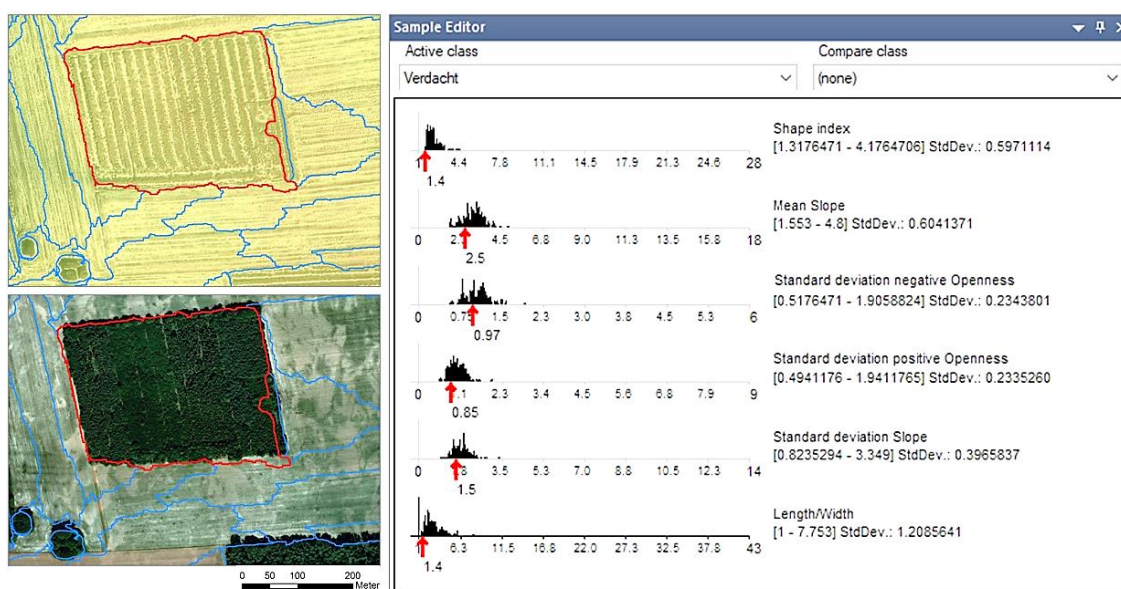 Sample Editor
Active class
Compare class
Verdacht
(none)
Shape index
[1.3176471 - 4.1764706] StdDev.: 0.5971114
1 4.4 7.8 11.1 14.5 17.9 21.3 24.6 28
1.4
Mean Slope
[1.553 - 4.8] StdDev.: 0.6041371
0 4.5 6.8 9.0 11.3 13.5 15.8 18
2.5
Standard deviation negative Openness
[0.5176471 - 1.9058824] StdDev.: 0.2343801
0 0.75 1.5 2.3 3.0 3.8 4.5 5.3 6
0.97
Standard deviation positive Openness
[0.4941176 - 1.9411765] StdDev.: 0.2335260
0 2.3 3.4 4.5 5.6 6.8 7.9 9
0.85
Standard deviation Slope
[0.8235294 - 3.349] StdDev.: 0.3965837
0 3.5 5.3 7.0 8.8 10.5 12.3 14
1.5
Length/Width
[1 - 7.753] StdDev.: 1.2085641
1 6.3 11.5 16.8 22.0 27.3 32.5 37.8 43
1.4
0 50 100 200
Meter